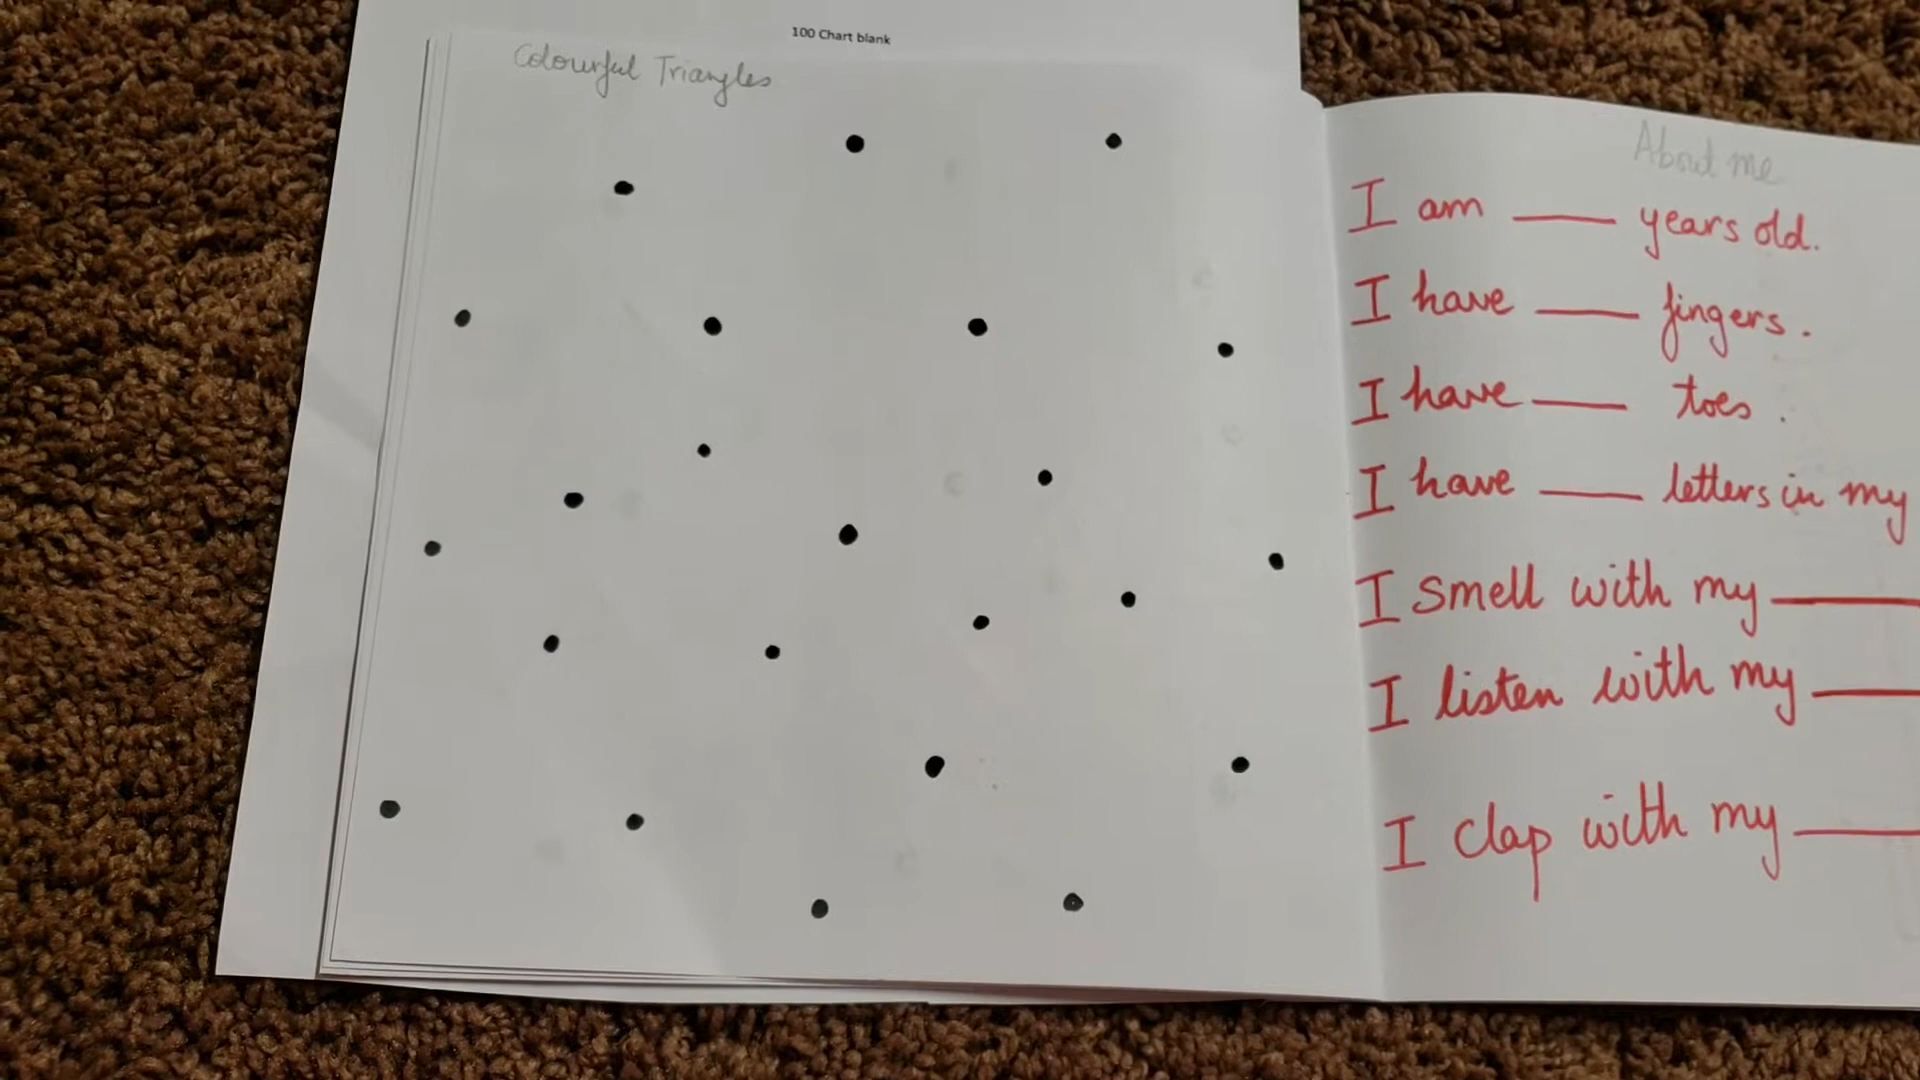 100 Chart blank
Colourful Triangles
About me
I am ___ years old.
I have ___ fingers.
I have ___ toes.
I have ___ letters in my
I smell with my ___
I listen with my ___
I clap with my ___